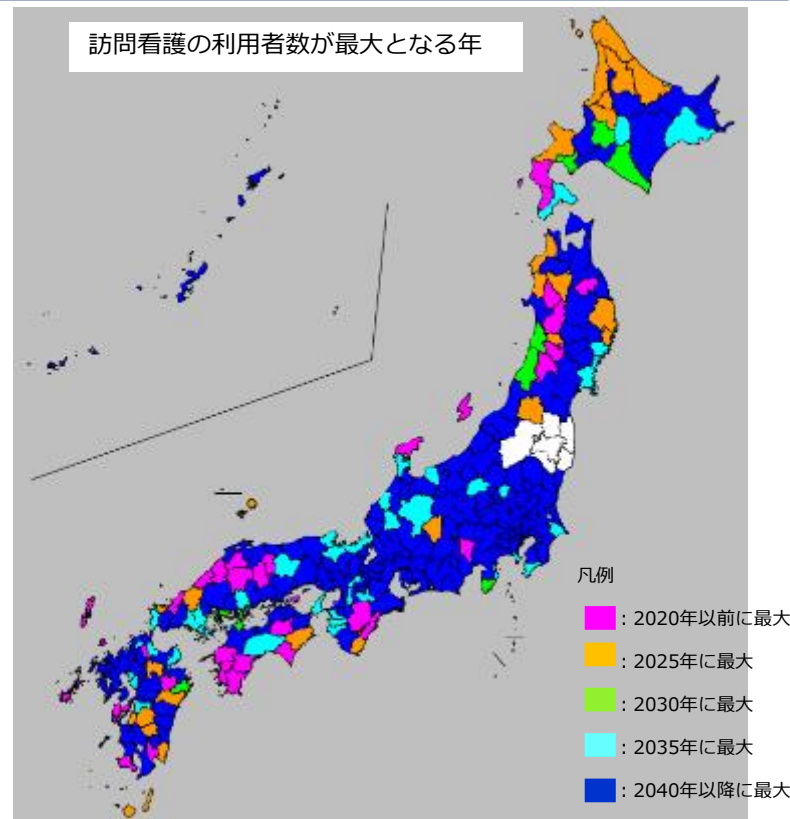 訪問看護の利用者数が最大となる年
凡例
：2020年以前に最大
：2025年に最大
：2030年に最大
：2035年に最大
：2040年以降に最大